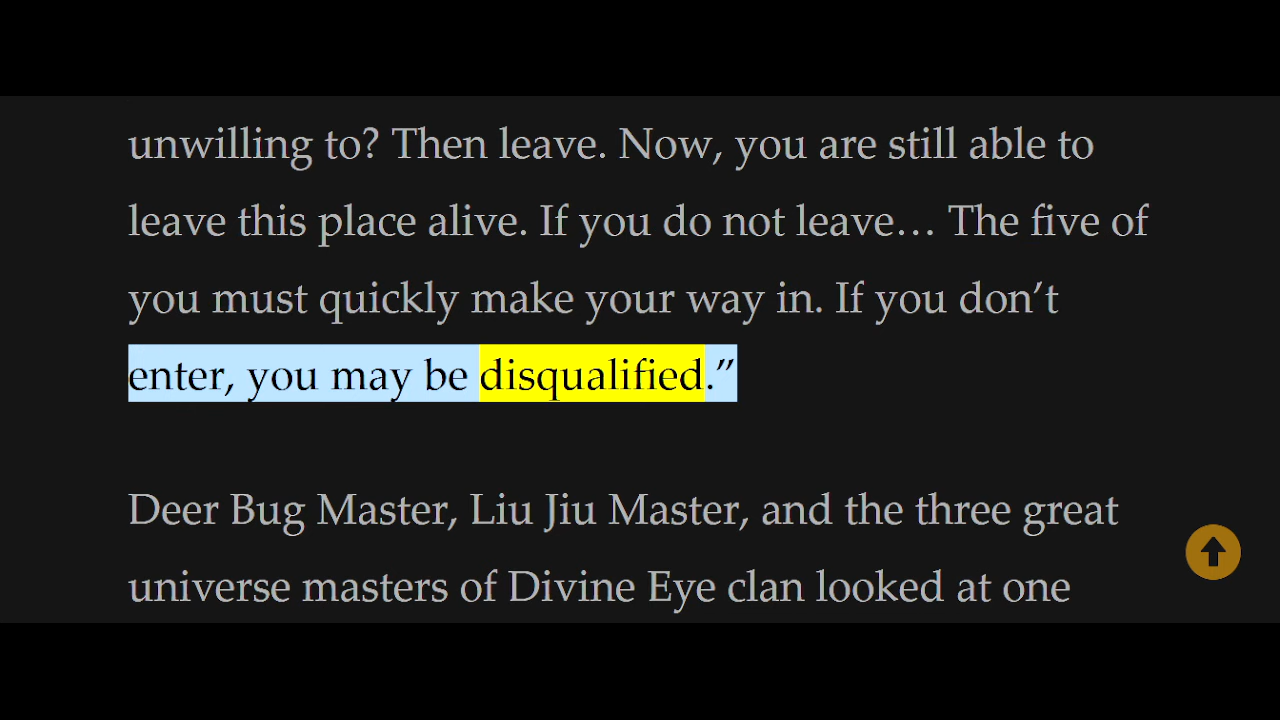 unwilling to? Then leave. Now, you are still able to
leave this place alive. If you do not leave… The five of
you must quickly make your way in. If you don’t
enter, you may be disqualified.”
Deer Bug Master, Liu Jiu Master, and the three great
universe masters of Divine Eye clan looked at one